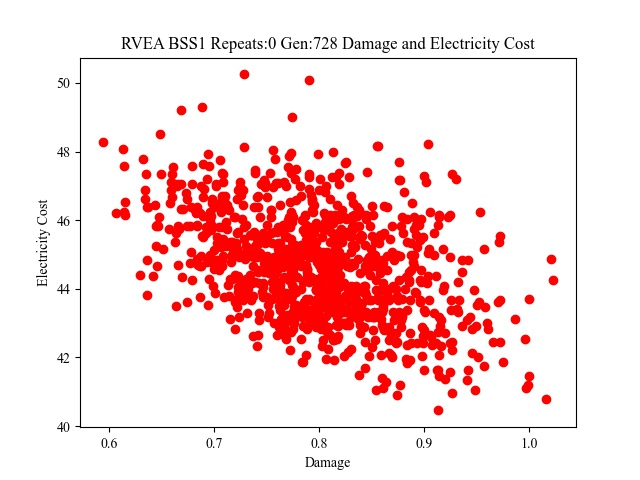 RVEA BSS1 Repeats:0 Gen:728 Damage and Electricity Cost
50
48
46
44
42
40
Electricity Cost
0.6 0.7 0.8 0.9 1.0
Damage